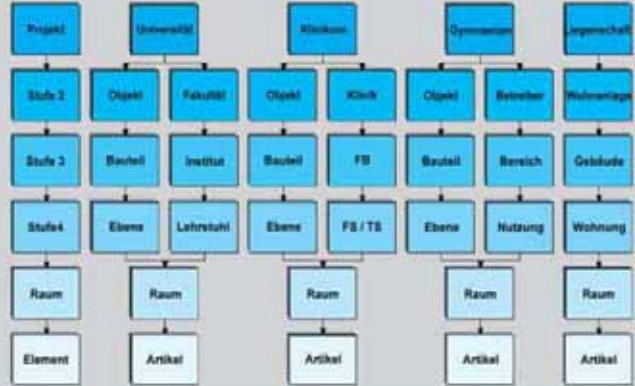 Projekt Universität Klinikum Gymnasium Liegenschaft
Stufe 2 Objekt Fakultät Objekt Klinik Objekt Betreiber Wohnanlage
Stufe 3 Bauteil Institut Bauteil FB Bauteil Bereich Gebäude
Stufe4 Ebene Lehrstuhl Ebene FS / TS Ebene Nutzung Wohnung
Raum Raum Raum Raum Raum
Element Artikel Artikel Artikel Artikel